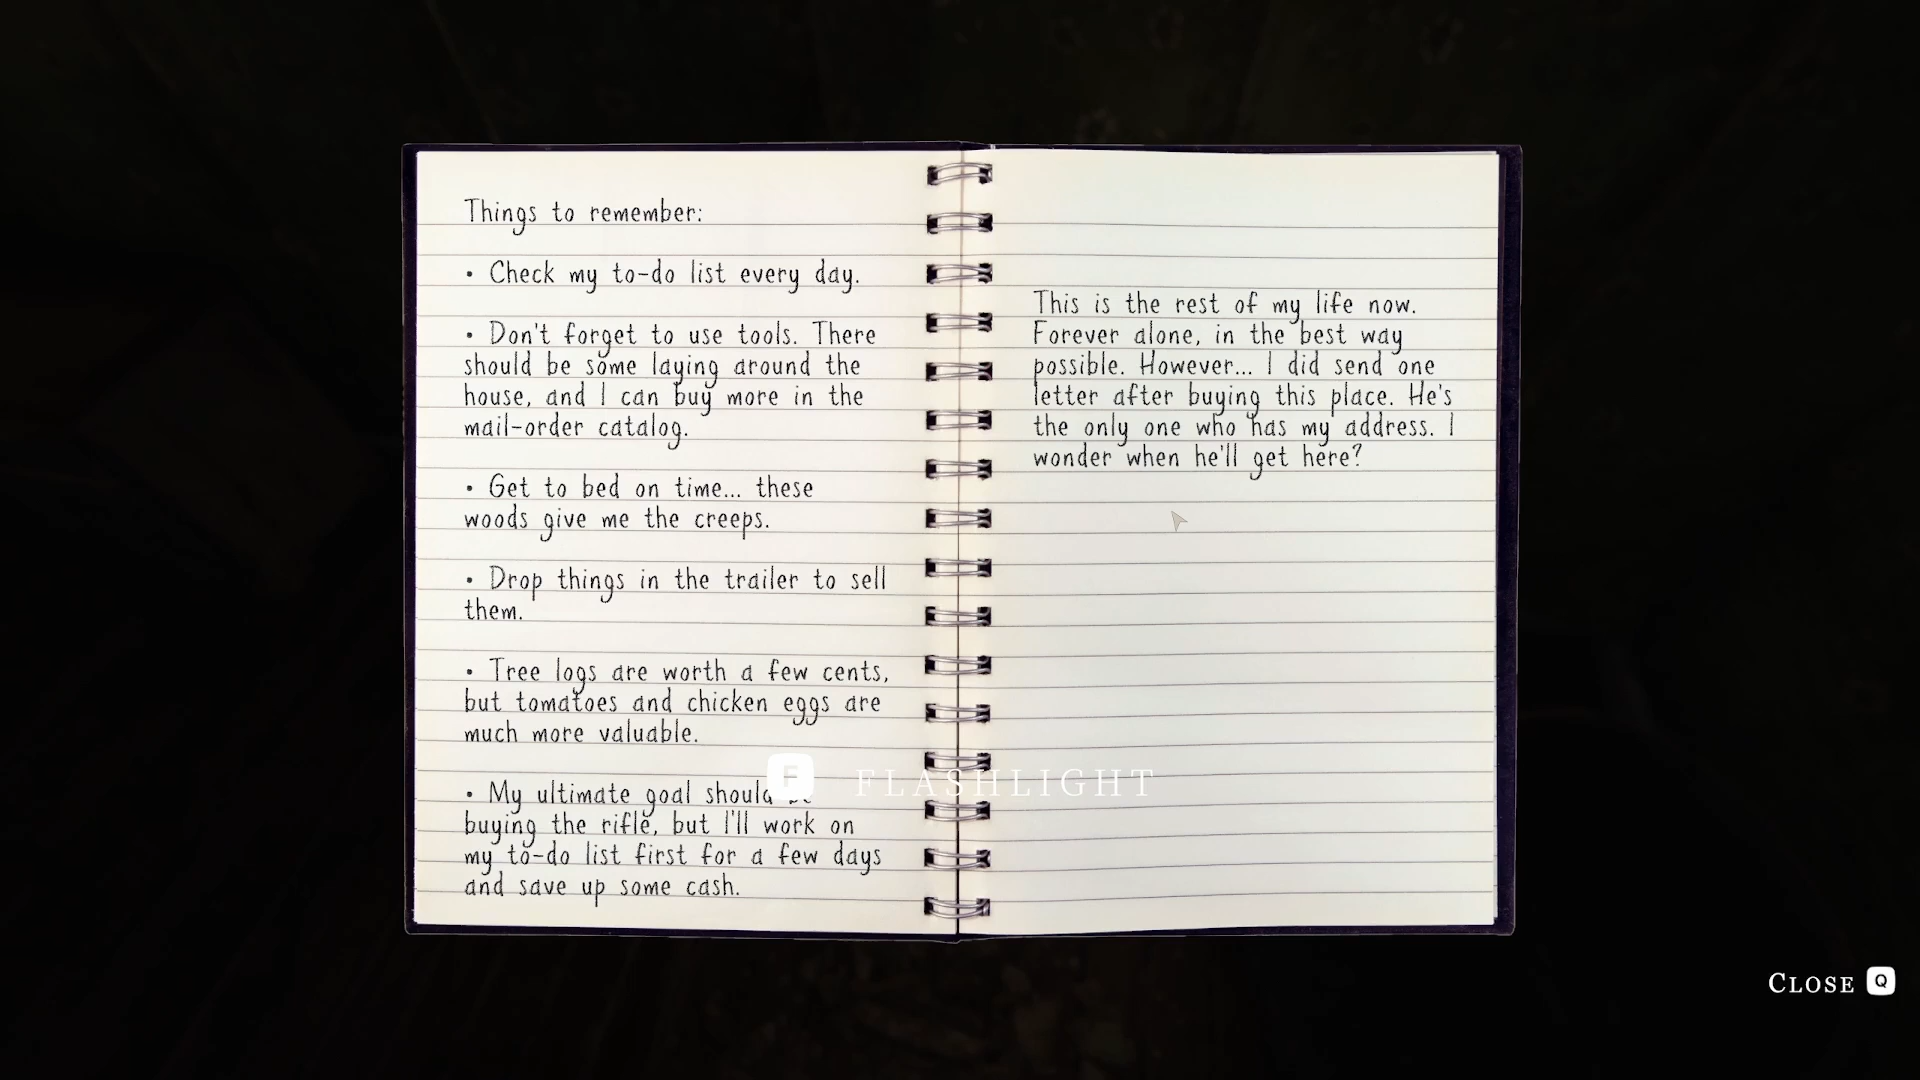 Things to remember:
• Check my to-do list every day.
• Don't forget to use tools. There
should be some laying around the
house, and I can buy more in the
mail-order catalog.
• Get to bed on time... these
woods give me the creeps.
• Drop things in the trailer to sell
them.
• Tree logs are worth a few cents,
but tomatoes and chicken eggs are
much more valuable.
• My ultimate goal should be
buying the rifle, but I'll work on
my to-do list first for a few days
and save up some cash.
This is the rest of my life now.
Forever alone, in the best way
possible. However... I did send one
letter after buying this place. He's
the only one who has my address. I
wonder when he'll get here?
F FLASHLIGHT
CLOSE Q